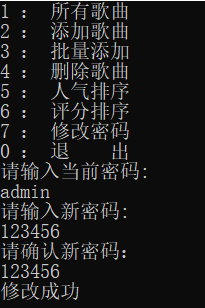 1 : 所有歌曲
2 : 添加歌曲
3 : 批量添加
4 : 删除歌曲
5 : 人气排序
6 : 评分排序
7 : 修改密码
0 : 退　　出
请输入当前密码:
admin
请输入新密码:
123456
请确认新密码:
123456
修改成功